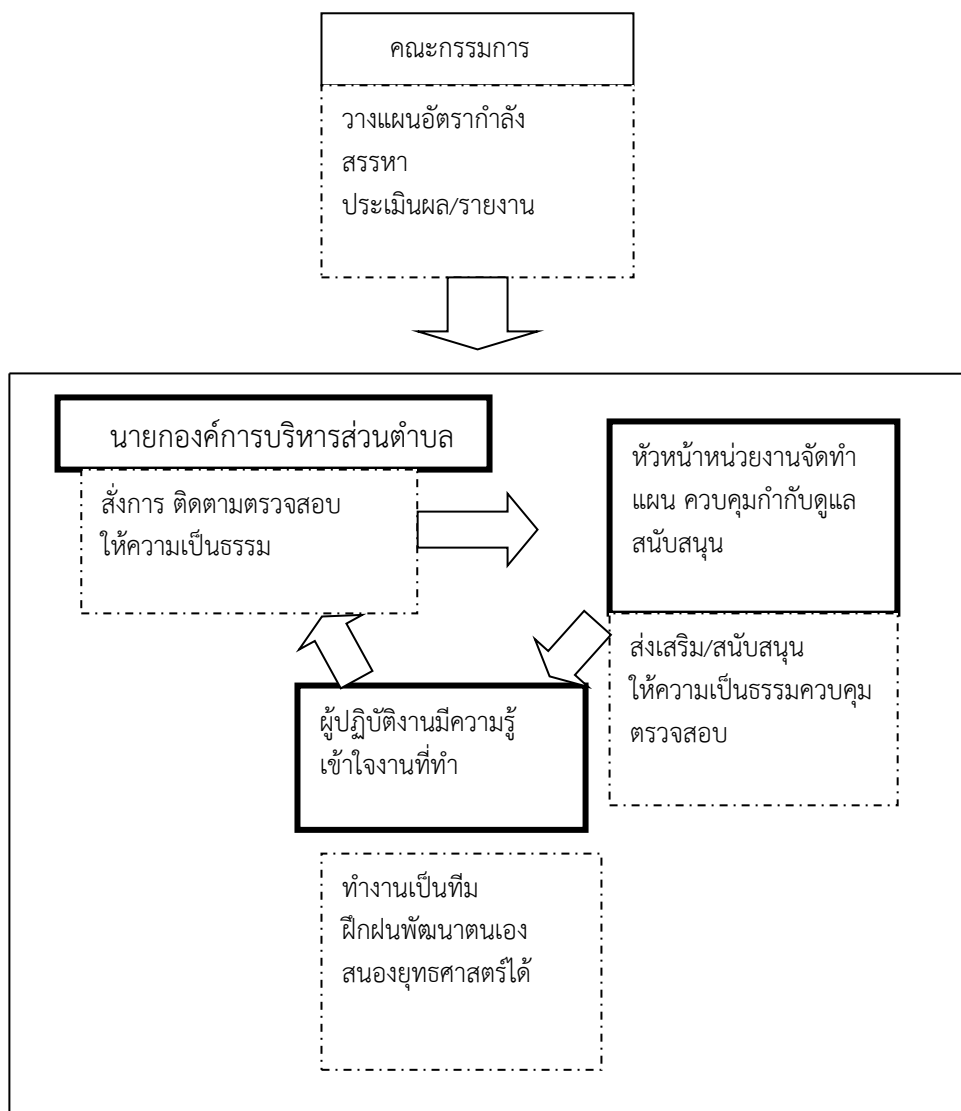 คณะกรรมการ
วางแผนอัตรากำลัง
สรรหา
ประเมินผล/รายงาน
นายกองค์การบริหารส่วนตำบล
สั่งการ ติดตามตรวจสอบ
ให้ความเป็นธรรม
หัวหน้าหน่วยงานจัดทำ
แผน ควบคุมกำกับดูแล
สนับสนุน
ส่งเสริม/สนับสนุน
ให้ความเป็นธรรมควบคุม
ตรวจสอบ
ผู้ปฏิบัติงานมีความรู้
เข้าใจงานที่ทำ
ทำงานเป็นทีม
ฝึกฝนพัฒนาตนเอง
สนองยุทธศาสตร์ได้